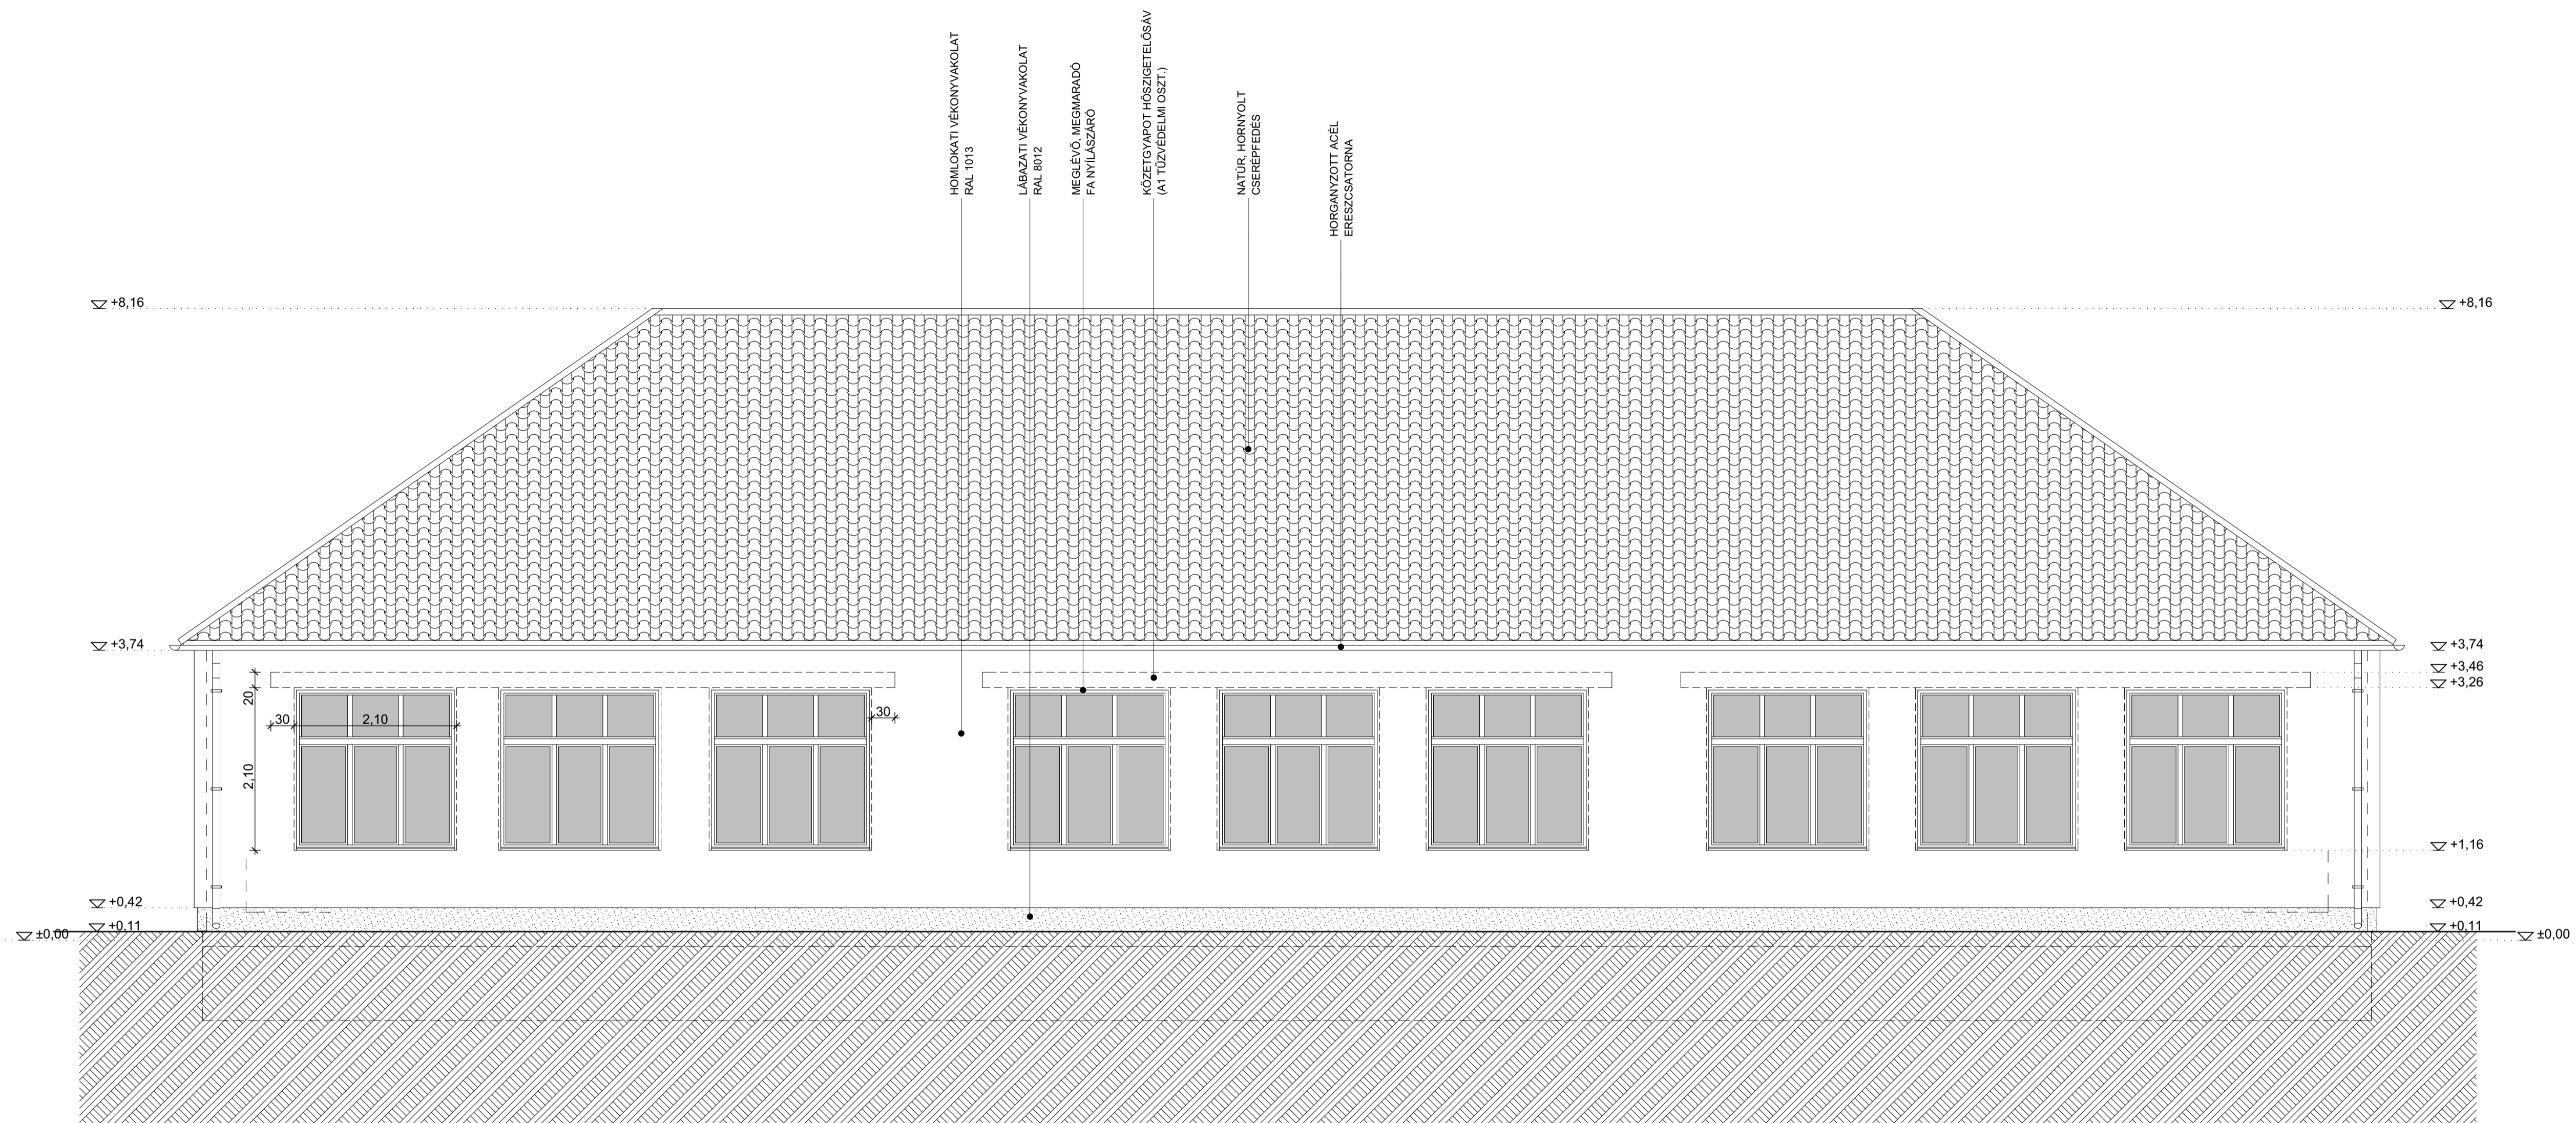 HOMLOKATI VÉKONYVAKOLAT
RAL 1013
LÁBAZATI VÉKONYVAKOLAT
RAL 8012
MEGLÉVŐ, MEGMARADÓ
FA NYÍLÁSZÁRÓ
KŐZETGYAPOT HŐSZIGETELŐSÁV
(A1 TŰZVÉDELMI OSZT.)
NATÚR, HORNYOLT
CSERÉPFEDÉS
HORGANYZOTT ACÉL
ERESZCSATORNA
+8,16
+8,16
+3,74
+3,74
+3,46
+3,26
20
30
2,10
30
2,10
+1,16
+0,42
+0,42
+0,11
+0,11
±0,00
±0,00